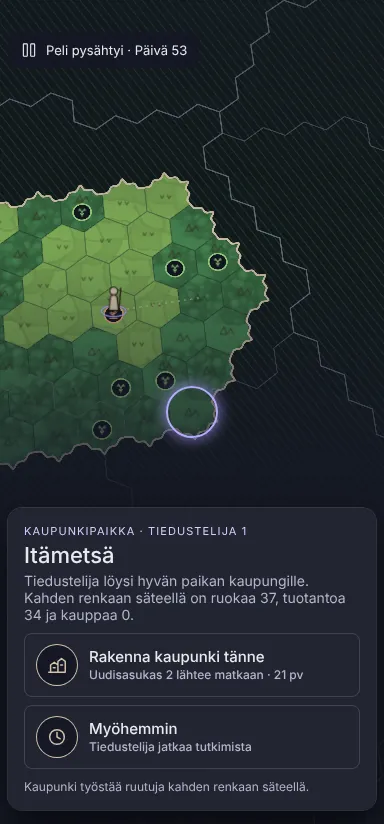 Peli pysähtyi · Päivä 53
KAUPUNKIPAIKKA · TIEDUSTELIJA 1
Itämetsä
Tiedustelija löysi hyvän paikan kaupungille.
Kahden renkaan säteellä on ruokaa 37, tuotantoa
34 ja kauppaa 0.
Rakenna kaupunki tänne
Uudisasukas 2 lähtee matkaan · 21 pv
Myöhemmin
Tiedustelija jatkaa tutkimista
Kaupunki työstää ruutuja kahden renkaan säteellä.